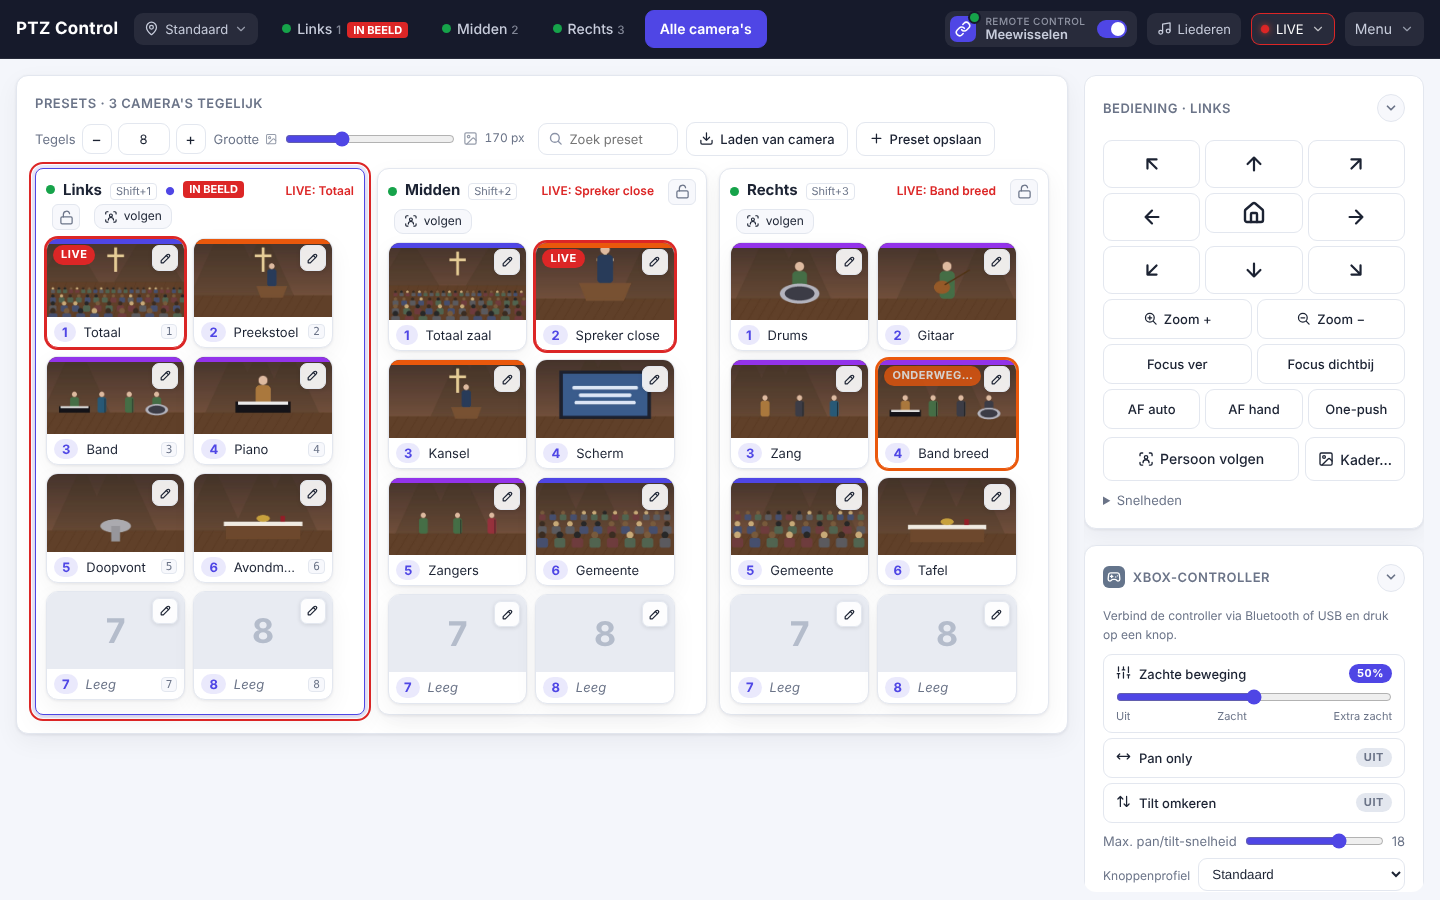 PTZ Control
Standaard
Links 1 IN BEELD
Midden 2
Rechts 3
Alle camera's
REMOTE CONTROL
Meewisselen
Liederen
LIVE
Menu
PRESETS · 3 CAMERA'S TEGELIJK
Tegels − 8 + Grootte 170 px Zoek preset Laden van camera + Preset opslaan
Links Shift+1 IN BEELD LIVE: Totaal
volgen
LIVE
1 Totaal 1
2 Preekstoel 2
3 Band 3
4 Piano 4
5 Doopvont 5
6 Avondm... 6
7
8
7 Leeg 7
8 Leeg 8
Midden Shift+2 LIVE: Spreker close
volgen
LIVE
1 Totaal zaal
2 Spreker close
3 Kansel
4 Scherm
5 Zangers
6 Gemeente
7
8
7 Leeg
8 Leeg
Rechts Shift+3 LIVE: Band breed
volgen
1 Drums
2 Gitaar
ONDERWEG...
3 Zang
4 Band breed
5 Gemeente
6 Tafel
7
8
7 Leeg
8 Leeg
BEDIENING · LINKS
Zoom +
Zoom −
Focus ver
Focus dichtbij
AF auto
AF hand
One-push
Persoon volgen
Kader...
Snelheden
XBOX-CONTROLLER
Verbind de controller via Bluetooth of USB en druk
op een knop.
Zachte beweging 50%
Uit Zacht Extra zacht
Pan only UIT
Tilt omkeren UIT
Max. pan/tilt-snelheid 18
Knoppenprofiel Standaard